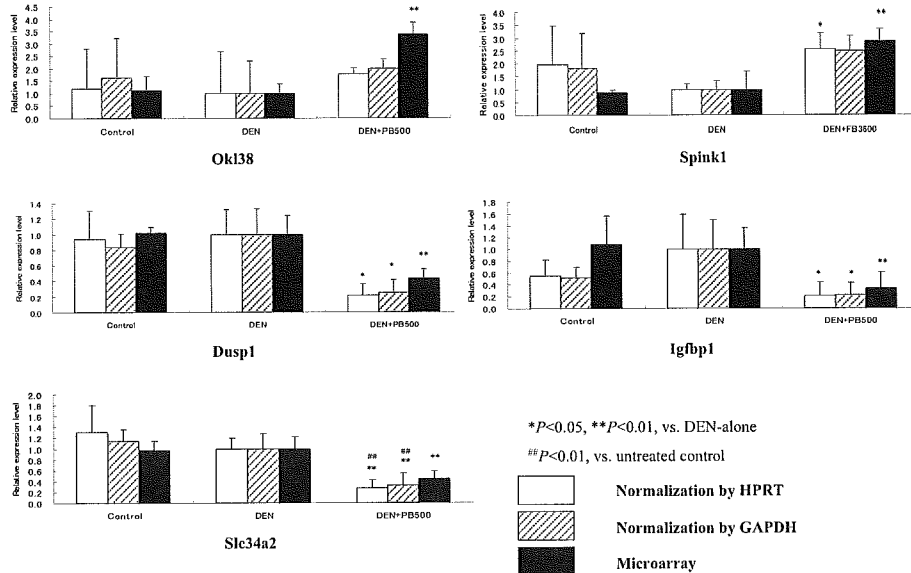 Relative expression level
4.5
4.0
3.5
3.0
2.5
2.0
1.5
1.0
0.5
0.0
**
Control DEN DEN+PB500
Okl38
Relative expression level
4.0
3.5
3.0
2.5
2.0
1.5
1.0
0.5
0.0
* **
Control DEN DEN+FB3600
Spink1
Relative expression level
1.4
1.2
1.0
0.8
0.6
0.4
0.2
0.0
* * **
Control DEN DEN+PB500
Dusp1
Relative expression level
1.8
1.6
1.4
1.2
1.0
0.8
0.6
0.4
0.2
0.0
* * **
Control DEN DEN+PB500
Igfbp1
Relative expression level
2.0
1.8
1.6
1.4
1.2
1.0
0.8
0.6
0.4
0.2
0.0
## ##
** ** **
Control DEN DEN+PB500
Slc34a2
*P<0.05, **P<0.01, vs. DEN-alone
##P<0.01, vs. untreated control
Normalization by HPRT
Normalization by GAPDH
Microarray